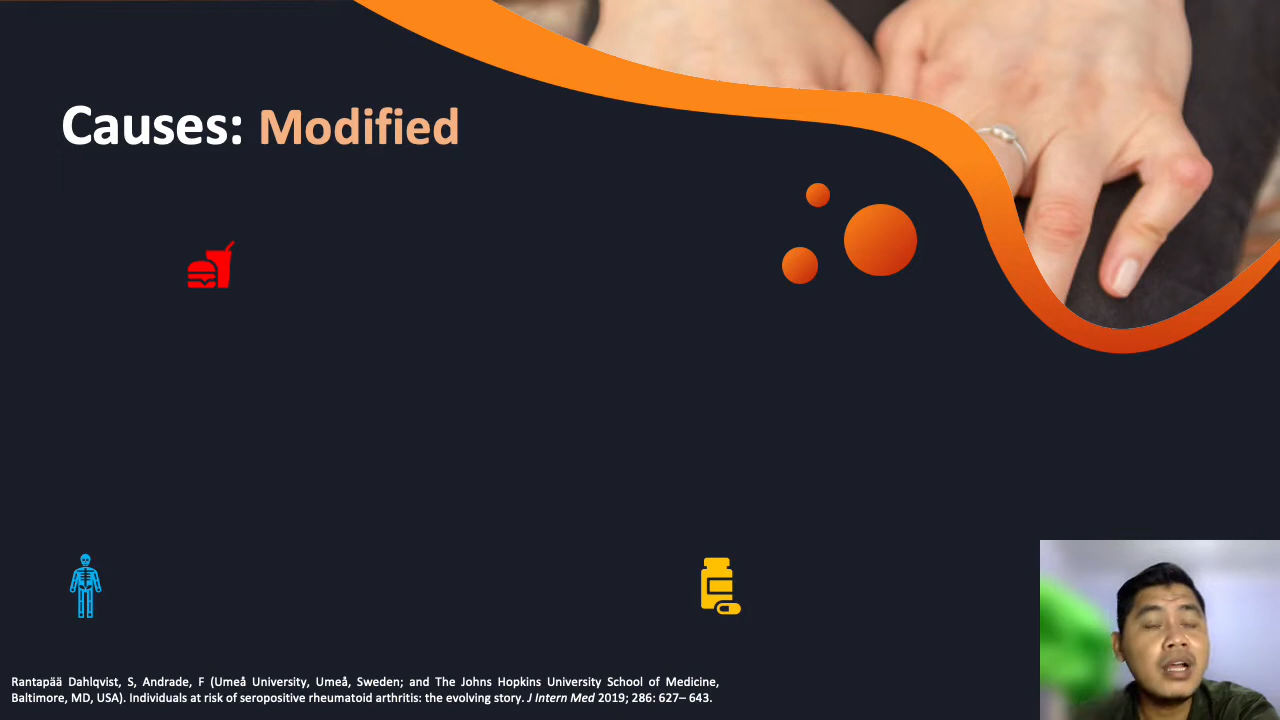 Causes: Modified
Rantapää Dahlqvist, S, Andrade, F (Umeå University, Umeå, Sweden; and The Johns Hopkins University School of Medicine,
Baltimore, MD, USA). Individuals at risk of seropositive rheumatoid arthritis: the evolving story. J Intern Med 2019; 286: 627– 643.